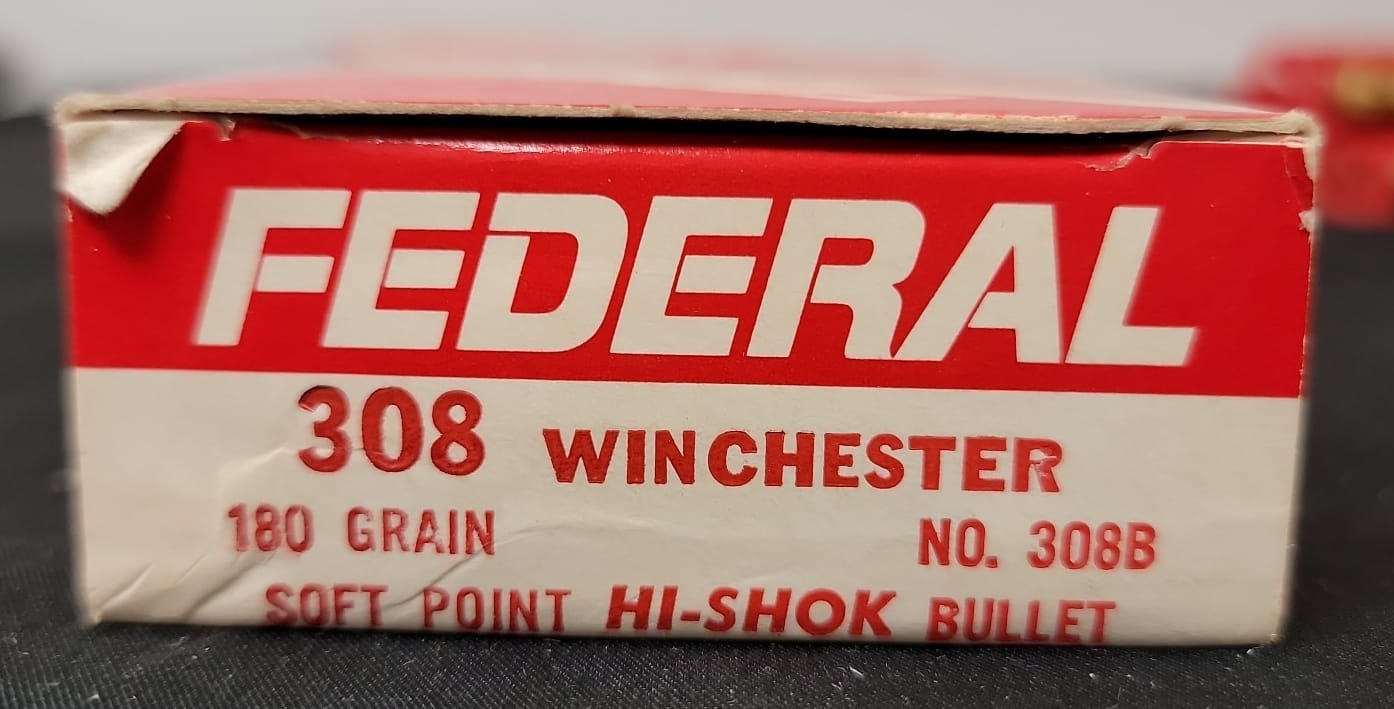 FEDERAL
308 WINCHESTER
180 GRAIN NO. 308B
SOFT POINT HI-SHOK BULLET